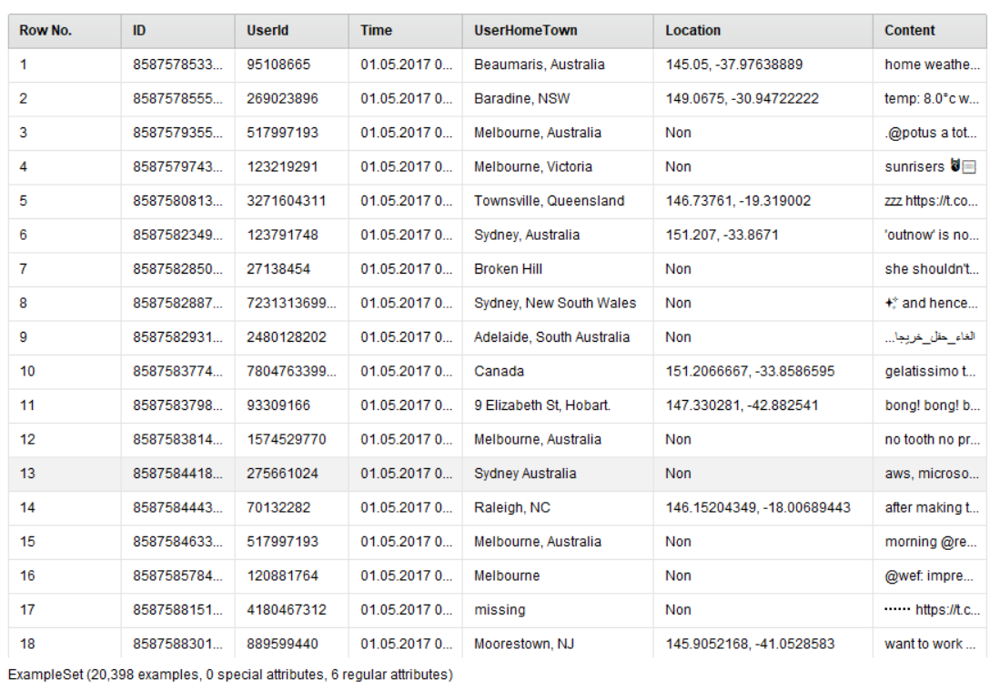 Row No. ID UserId Time UserHomeTown Location Content
1 8587578533... 95108665 01.05.2017 0... Beaumaris, Australia 145.05, -37.97638889 home weathe...
2 8587578555... 269023896 01.05.2017 0... Baradine, NSW 149.0675, -30.94722222 temp: 8.0°c w...
3 8587579355... 517997193 01.05.2017 0... Melbourne, Australia Non .@potus a tot...
4 8587579743... 123219291 01.05.2017 0... Melbourne, Victoria Non sunrisers
5 8587580813... 3271604311 01.05.2017 0... Townsville, Queensland 146.73761, -19.319002 zzz https://t.co...
6 8587582349... 123791748 01.05.2017 0... Sydney, Australia 151.207, -33.8671 'outnow' is no...
7 8587582850... 27138454 01.05.2017 0... Broken Hill Non she shouldn't...
8 8587582887... 7231313699... 01.05.2017 0... Sydney, New South Wales Non ✨ and hence...
9 8587582931... 2480128202 01.05.2017 0... Adelaide, South Australia Non الغاء_حفل_خريجا...
10 8587583774... 7804763399... 01.05.2017 0... Canada 151.2066667, -33.8586595 gelatissimo t...
11 8587583798... 93309166 01.05.2017 0... 9 Elizabeth St, Hobart. 147.330281, -42.882541 bong! bong! b...
12 8587583814... 1574529770 01.05.2017 0... Melbourne, Australia Non no tooth no pr...
13 8587584418... 275661024 01.05.2017 0... Sydney Australia Non aws, microso...
14 8587584443... 70132282 01.05.2017 0... Raleigh, NC 146.15204349, -18.00689443 after making t...
15 8587584633... 517997193 01.05.2017 0... Melbourne, Australia Non morning @re...
16 8587585784... 120881764 01.05.2017 0... Melbourne Non @wef: impre...
17 8587588151... 4180467312 01.05.2017 0... missing Non ······ https://t.c...
18 8587588301... 889599440 01.05.2017 0... Moorestown, NJ 145.9052168, -41.0528583 want to work ...
ExampleSet (20,398 examples, 0 special attributes, 6 regular attributes)